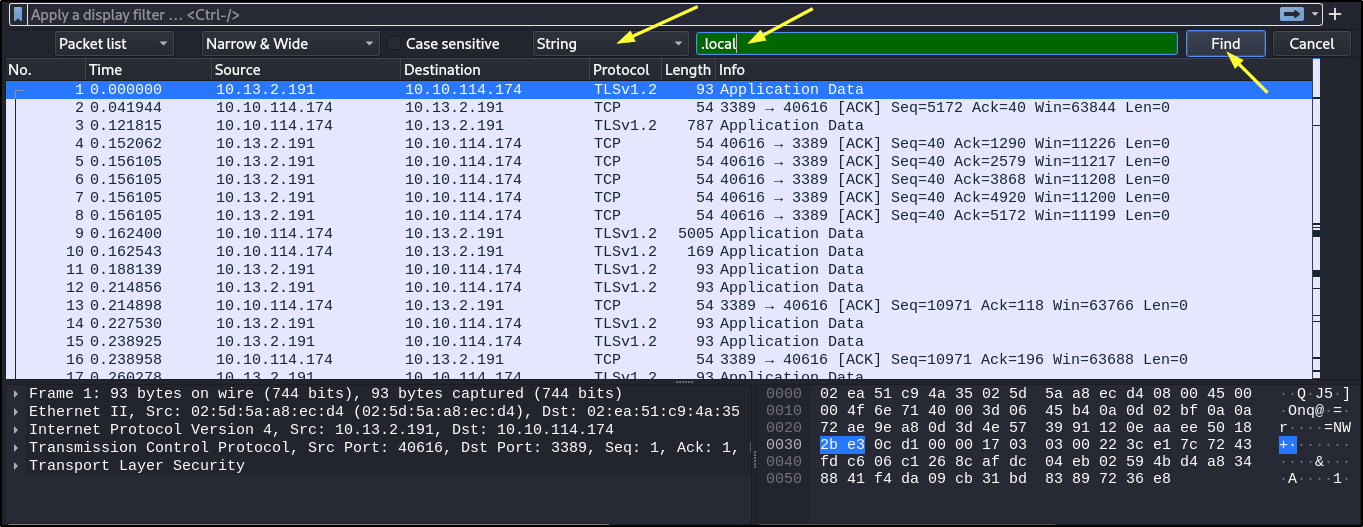 Apply a display filter … <Ctrl-/>
Packet list Narrow & Wide Case sensitive String .local Find Cancel
No. Time Source Destination Protocol Length Info
1 0.000000 10.13.2.191 10.10.114.174 TLSv1.2 93 Application Data
2 0.041944 10.10.114.174 10.13.2.191 TCP 54 3389 → 40616 [ACK] Seq=5172 Ack=40 Win=63844 Len=0
3 0.121815 10.10.114.174 10.13.2.191 TLSv1.2 787 Application Data
4 0.152062 10.13.2.191 10.10.114.174 TCP 54 40616 → 3389 [ACK] Seq=40 Ack=1290 Win=11226 Len=0
5 0.156105 10.13.2.191 10.10.114.174 TCP 54 40616 → 3389 [ACK] Seq=40 Ack=2579 Win=11217 Len=0
6 0.156105 10.13.2.191 10.10.114.174 TCP 54 40616 → 3389 [ACK] Seq=40 Ack=3868 Win=11208 Len=0
7 0.156105 10.13.2.191 10.10.114.174 TCP 54 40616 → 3389 [ACK] Seq=40 Ack=4920 Win=11200 Len=0
8 0.156105 10.13.2.191 10.10.114.174 TCP 54 40616 → 3389 [ACK] Seq=40 Ack=5172 Win=11199 Len=0
9 0.162400 10.10.114.174 10.13.2.191 TLSv1.2 5005 Application Data
10 0.162543 10.10.114.174 10.13.2.191 TLSv1.2 169 Application Data
11 0.188139 10.13.2.191 10.10.114.174 TLSv1.2 93 Application Data
12 0.214856 10.13.2.191 10.10.114.174 TLSv1.2 93 Application Data
13 0.214898 10.10.114.174 10.13.2.191 TCP 54 3389 → 40616 [ACK] Seq=10971 Ack=118 Win=63766 Len=0
14 0.227530 10.13.2.191 10.10.114.174 TLSv1.2 93 Application Data
15 0.238925 10.13.2.191 10.10.114.174 TLSv1.2 93 Application Data
16 0.238958 10.10.114.174 10.13.2.191 TCP 54 3389 → 40616 [ACK] Seq=10971 Ack=196 Win=63688 Len=0
17 0.260278 10.13.2.191 10.10.114.174 TLSv1.2 93 Application Data
Frame 1: 93 bytes on wire (744 bits), 93 bytes captured (744 bits)
Ethernet II, Src: 02:5d:5a:a8:ec:d4 (02:5d:5a:a8:ec:d4), Dst: 02:ea:51:c9:4a:35
Internet Protocol Version 4, Src: 10.13.2.191, Dst: 10.10.114.174
Transmission Control Protocol, Src Port: 40616, Dst Port: 3389, Seq: 1, Ack: 1,
Transport Layer Security
0000 02 ea 51 c9 4a 35 02 5d 5a a8 ec d4 08 00 45 00 ··Q·J5·]
0010 00 4f 6e 71 40 00 3d 06 45 b4 0a 0d 02 bf 0a 0a ·Onq@·=·
0020 72 ae 9e a8 0d 3d 4e 57 39 91 12 0e aa ee 50 18 r····=NW
0030 2b e3 0c d1 00 00 17 03 03 00 22 3c e1 7c 72 43 +·······
0040 fd c6 06 c1 26 8c af dc 04 eb 02 59 4b d4 a8 34 ····&···
0050 88 41 f4 da 09 cb 31 bd 83 89 72 36 e8 ·A····1·